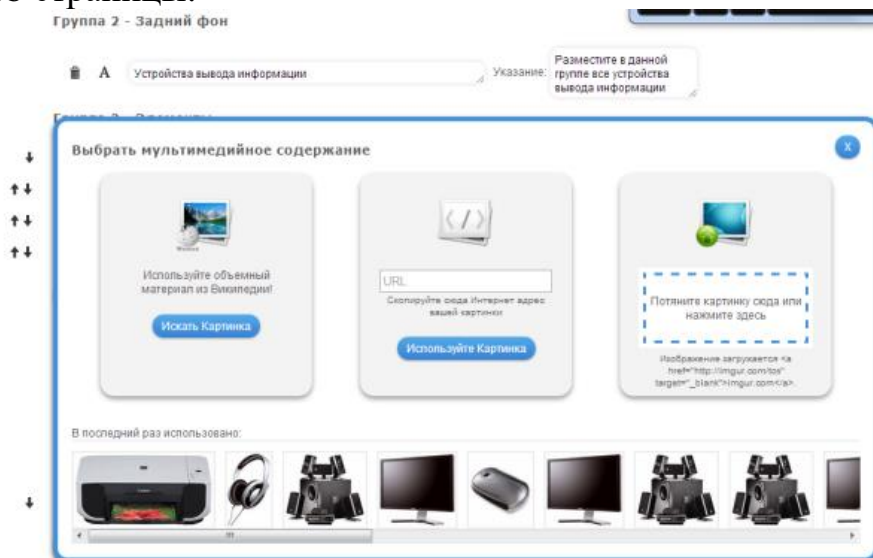 Группа 2 - Задний фон
A
Устройства вывода информации
Указание:
Разместите в данной
группе все устройства
вывода информации
Выбрать мультимедийное содержание
X
Используйте объемный
материал из Википедии!
Искать Картинка
URL
Скопируйте сюда Интернет адрес
вашей картинки
Используйте Картинка
Потяните картинку сюда или
нажмите здесь
Изображение загружается <a
href="http://imgur.com/tos"
target="_blank">imgur.com</a>.
В последний раз использовано: